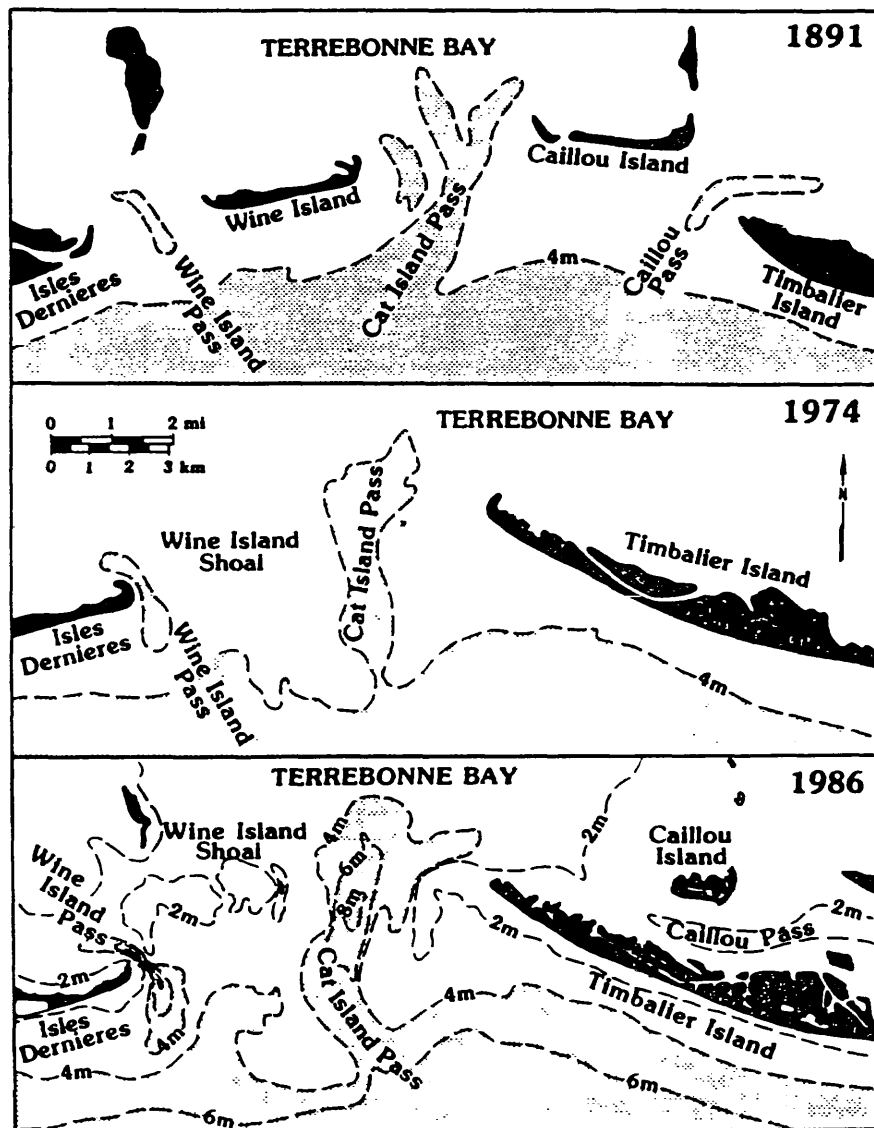 TERREBONNE BAY
1891
Caillou Island
Wine Island
Cat Island Pass
4m
Caillou
Pass
Isles
Dernieres
Wine Island
Pass
Timbalier
Island
1974
0 1 2 mi
0 1 2 3 km
TERREBONNE BAY
N
Wine Island
Shoal
Cat Island Pass
Timbalier Island
Isles
Dernieres
Wine Island
Pass
4m
TERREBONNE BAY
1986
Wine Island
Shoal
4m
6m
8m
2m
Caillou
Island
Wine
Island
Pass
2m
2m
2m
Caillou Pass
2m
Isles
Dernieres
4m
4m
Cat Island Pass
4m
Timbalier Island
6m
6m